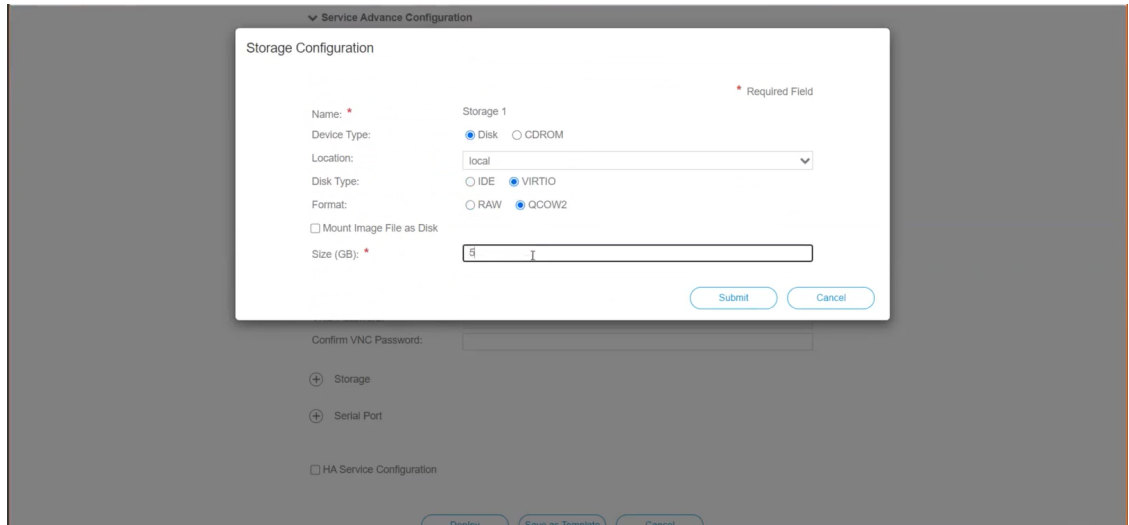 Service Advance Configuration
Storage Configuration
* Required Field
Name: * Storage 1
Device Type: Disk CDROM
Location: local
Disk Type: IDE VIRTIO
Format: RAW QCOW2
Mount Image File as Disk
Size (GB): * 5
Submit Cancel
Confirm VNC Password:
Storage
Serial Port
HA Service Configuration
Deploy Save as Template Cancel